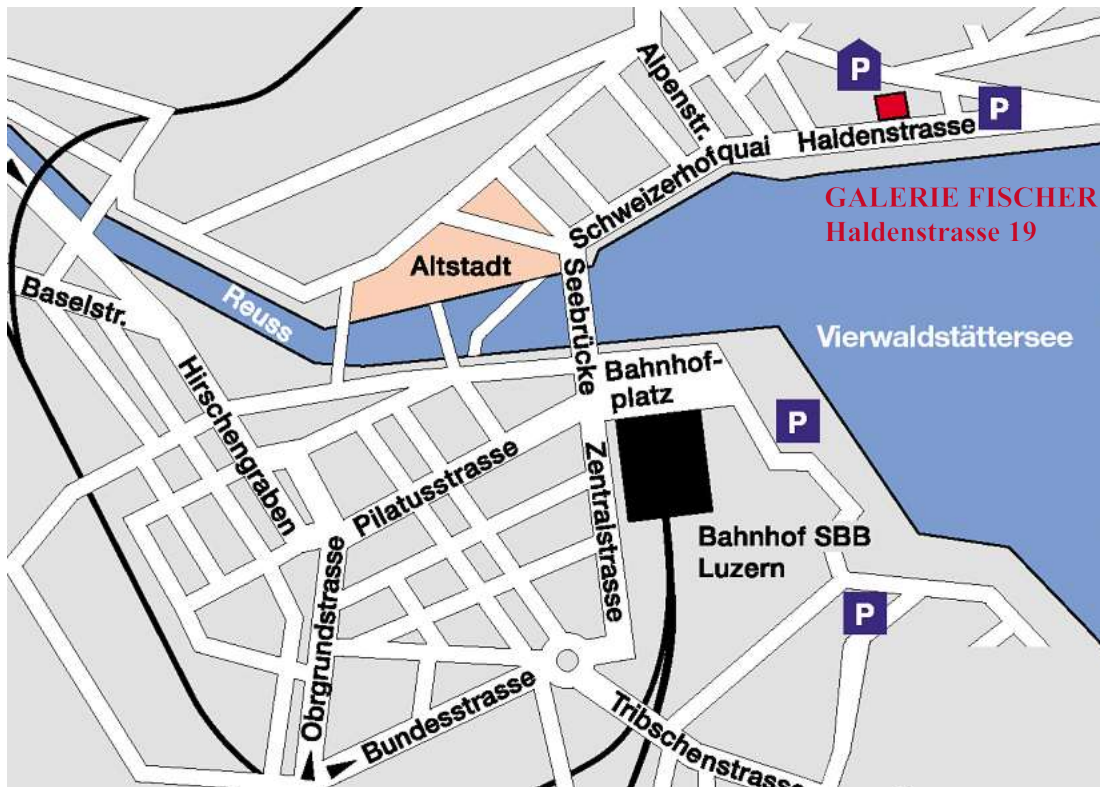 Alpenstr.
P
P
Haldenstrasse
Schweizerhofquai
GALERIE FISCHER
Haldenstrasse 19
Altstadt
Seebrücke
Baselstr.
Reuss
Vierwaldstättersee
Hirschengraben
Bahnhof-
platz
P
Pilatusstrasse
Zentralstrasse
Bahnhof SBB
Luzern
P
Obrgrundstrasse
Bundesstrasse
Tribschenstrasse